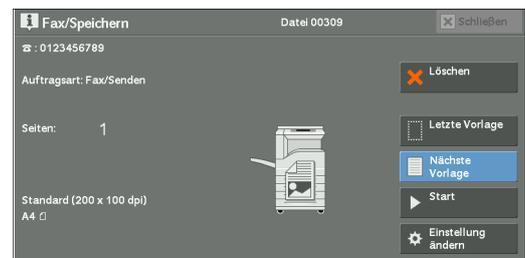 Fax/Speichern
Datei 00309
Schließen
☎ : 0123456789
Auftragsart: Fax/Senden
Löschen
Seiten: 1
Letzte Vorlage
Nächste
Vorlage
Standard (200 x 100 dpi)
A4
Start
Einstellung
ändern